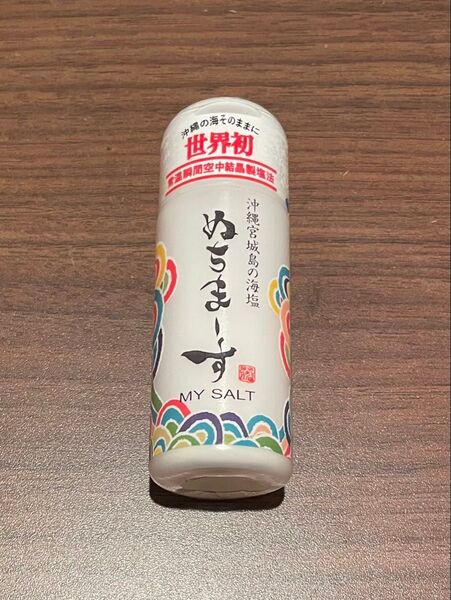 沖縄の海そのままに
世界初
常温瞬間空中結晶製塩法
沖縄宮城島の海塩
ぬちまーす
MY SALT